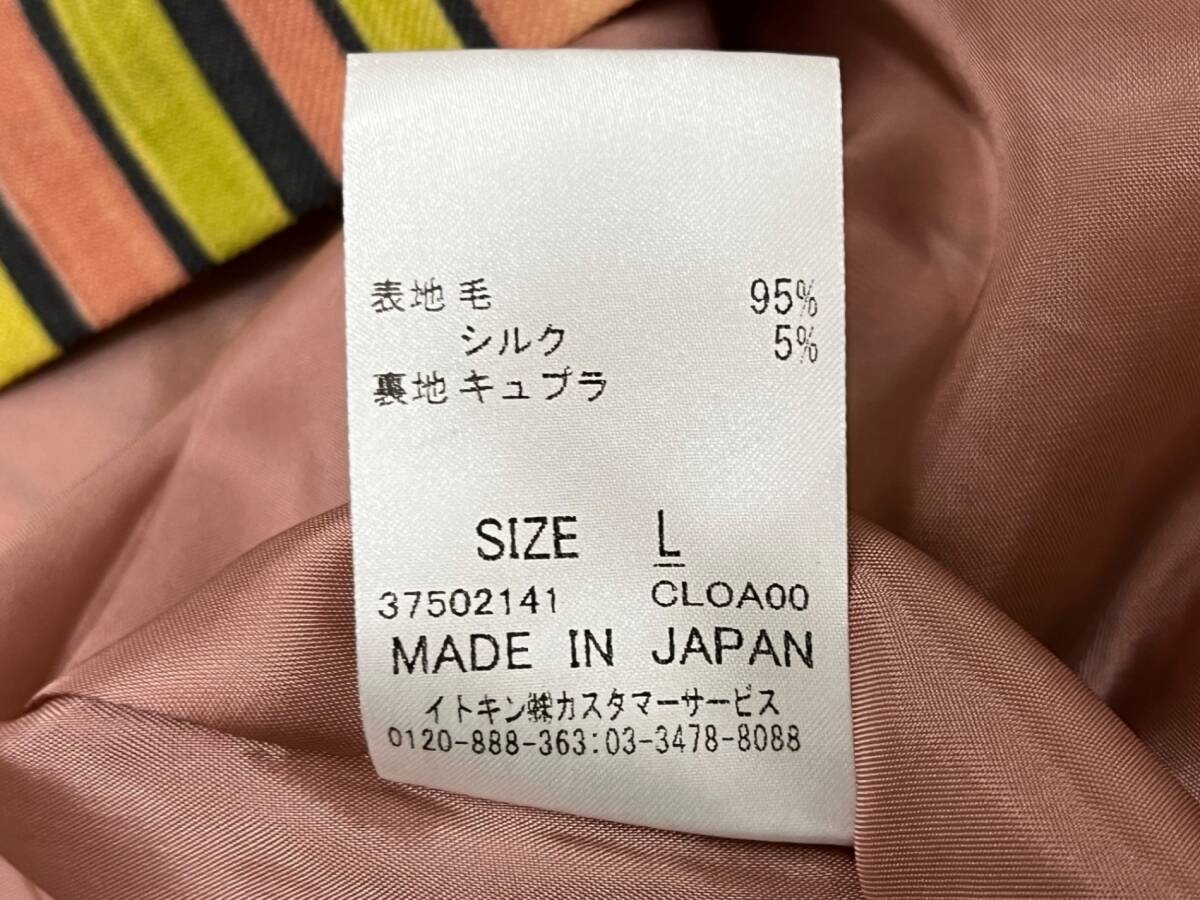 表地 毛 95%
シルク 5%
裏地 キュプラ
SIZE L
37502141 CLOA00
MADE IN JAPAN
イトキン㈱カスタマーサービス
0120-888-363:03-3478-8088